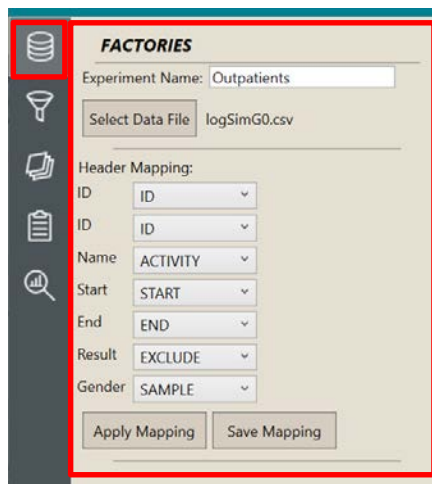 FACTORIES
Experiment Name: Outpatients
Select Data File logSimG0.csv
Header Mapping:
ID ID
ID ID
Name ACTIVITY
Start START
End END
Result EXCLUDE
Gender SAMPLE
Apply Mapping Save Mapping